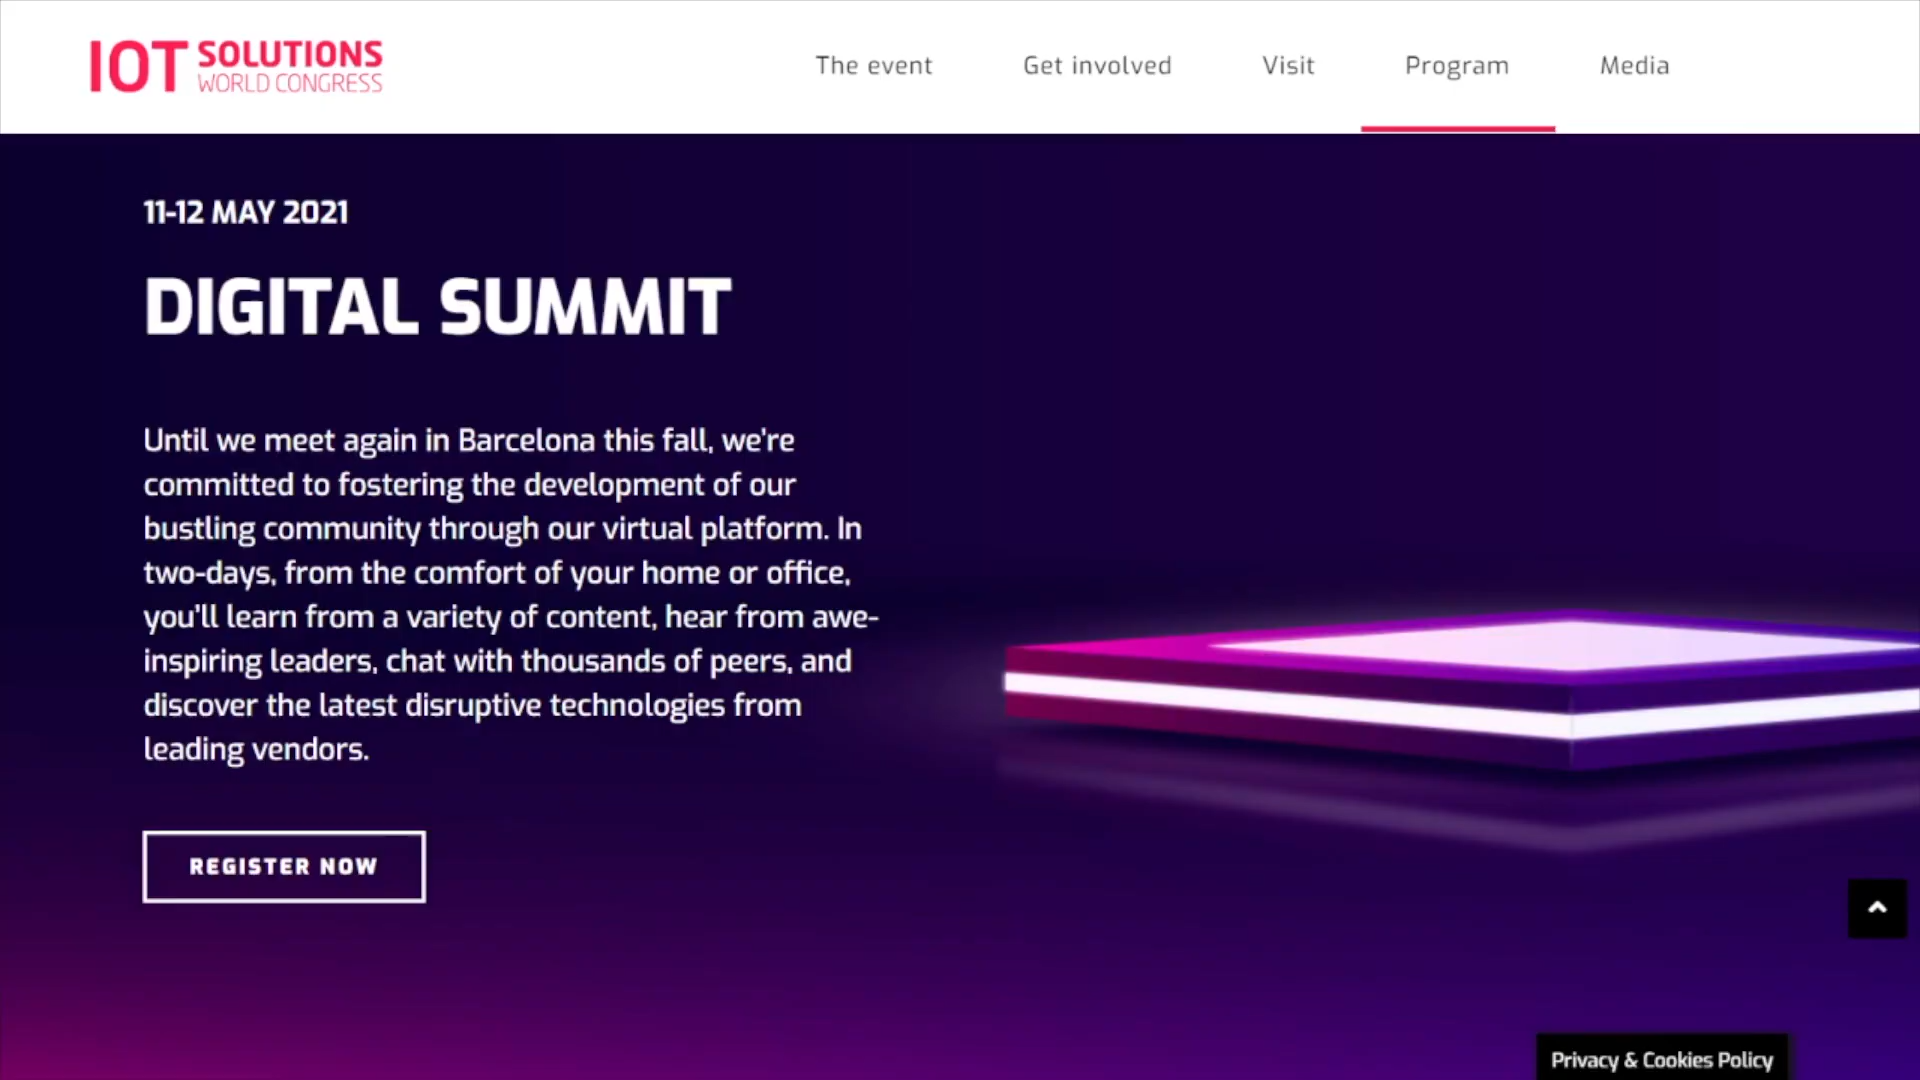 IOT SOLUTIONS
WORLD CONGRESS
The event
Get involved
Visit
Program
Media
11-12 MAY 2021
DIGITAL SUMMIT
Until we meet again in Barcelona this fall, we're
committed to fostering the development of our
bustling community through our virtual platform. In
two-days, from the comfort of your home or office,
you'll learn from a variety of content, hear from awe-
inspiring leaders, chat with thousands of peers, and
discover the latest disruptive technologies from
leading vendors.
REGISTER NOW
Privacy & Cookies Policy